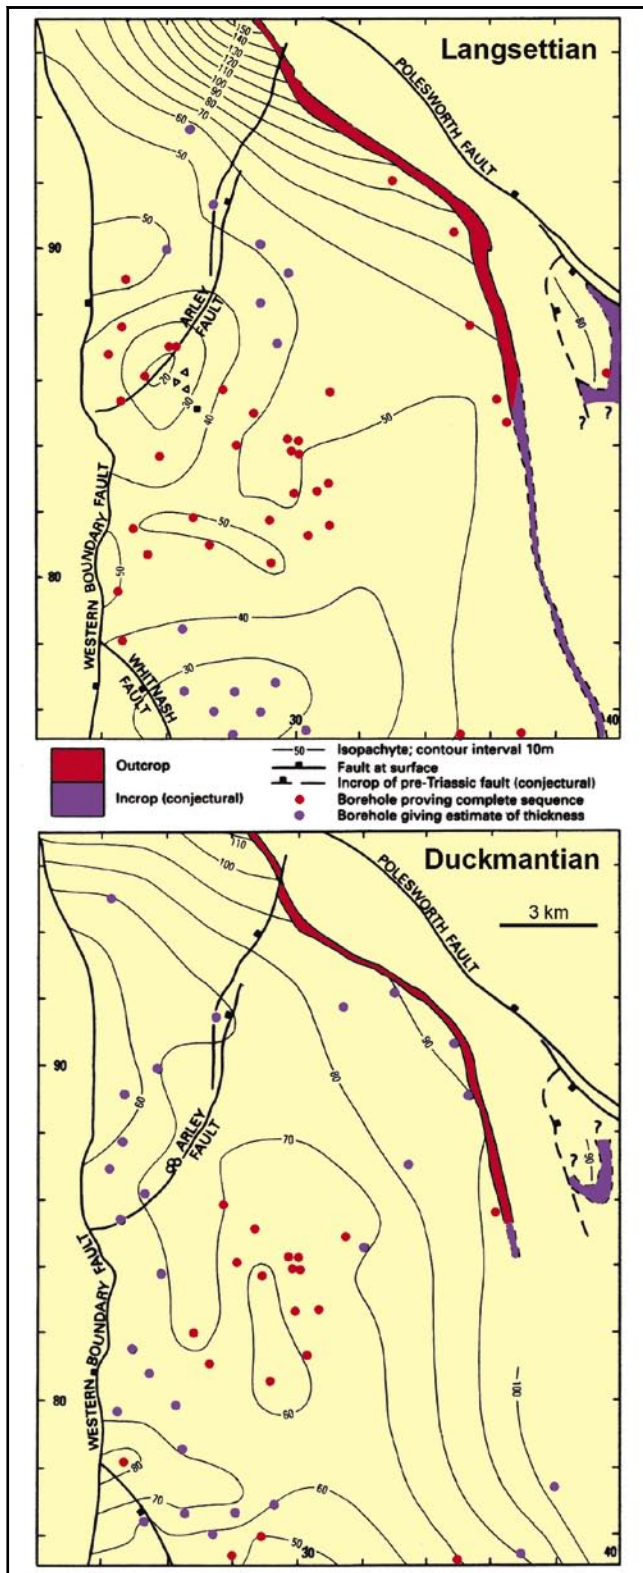 Langsettian
150
140
130
120
110
100
90
80
70
60
50
POLESWORTH FAULT
50
90
80
ARLEY
FAULT
20
30
40
? ?
50
WESTERN BOUNDARY FAULT
50
50
80
40
30
WHITNASH
FAULT
30
40
Outcrop
Incrop (conjectural)
50 Isopachyte; contour interval 10m
Fault at surface
Incrop of pre-Triassic fault (conjectural)
Borehole proving complete sequence
Borehole giving estimate of thickness
Duckmantian
110
100
POLESWORTH FAULT
3 km
90
90
80
60
ARLEY
FAULT
70
?
? 90
WESTERN BOUNDARY FAULT
100
80
60
80
70
60
50
30
40